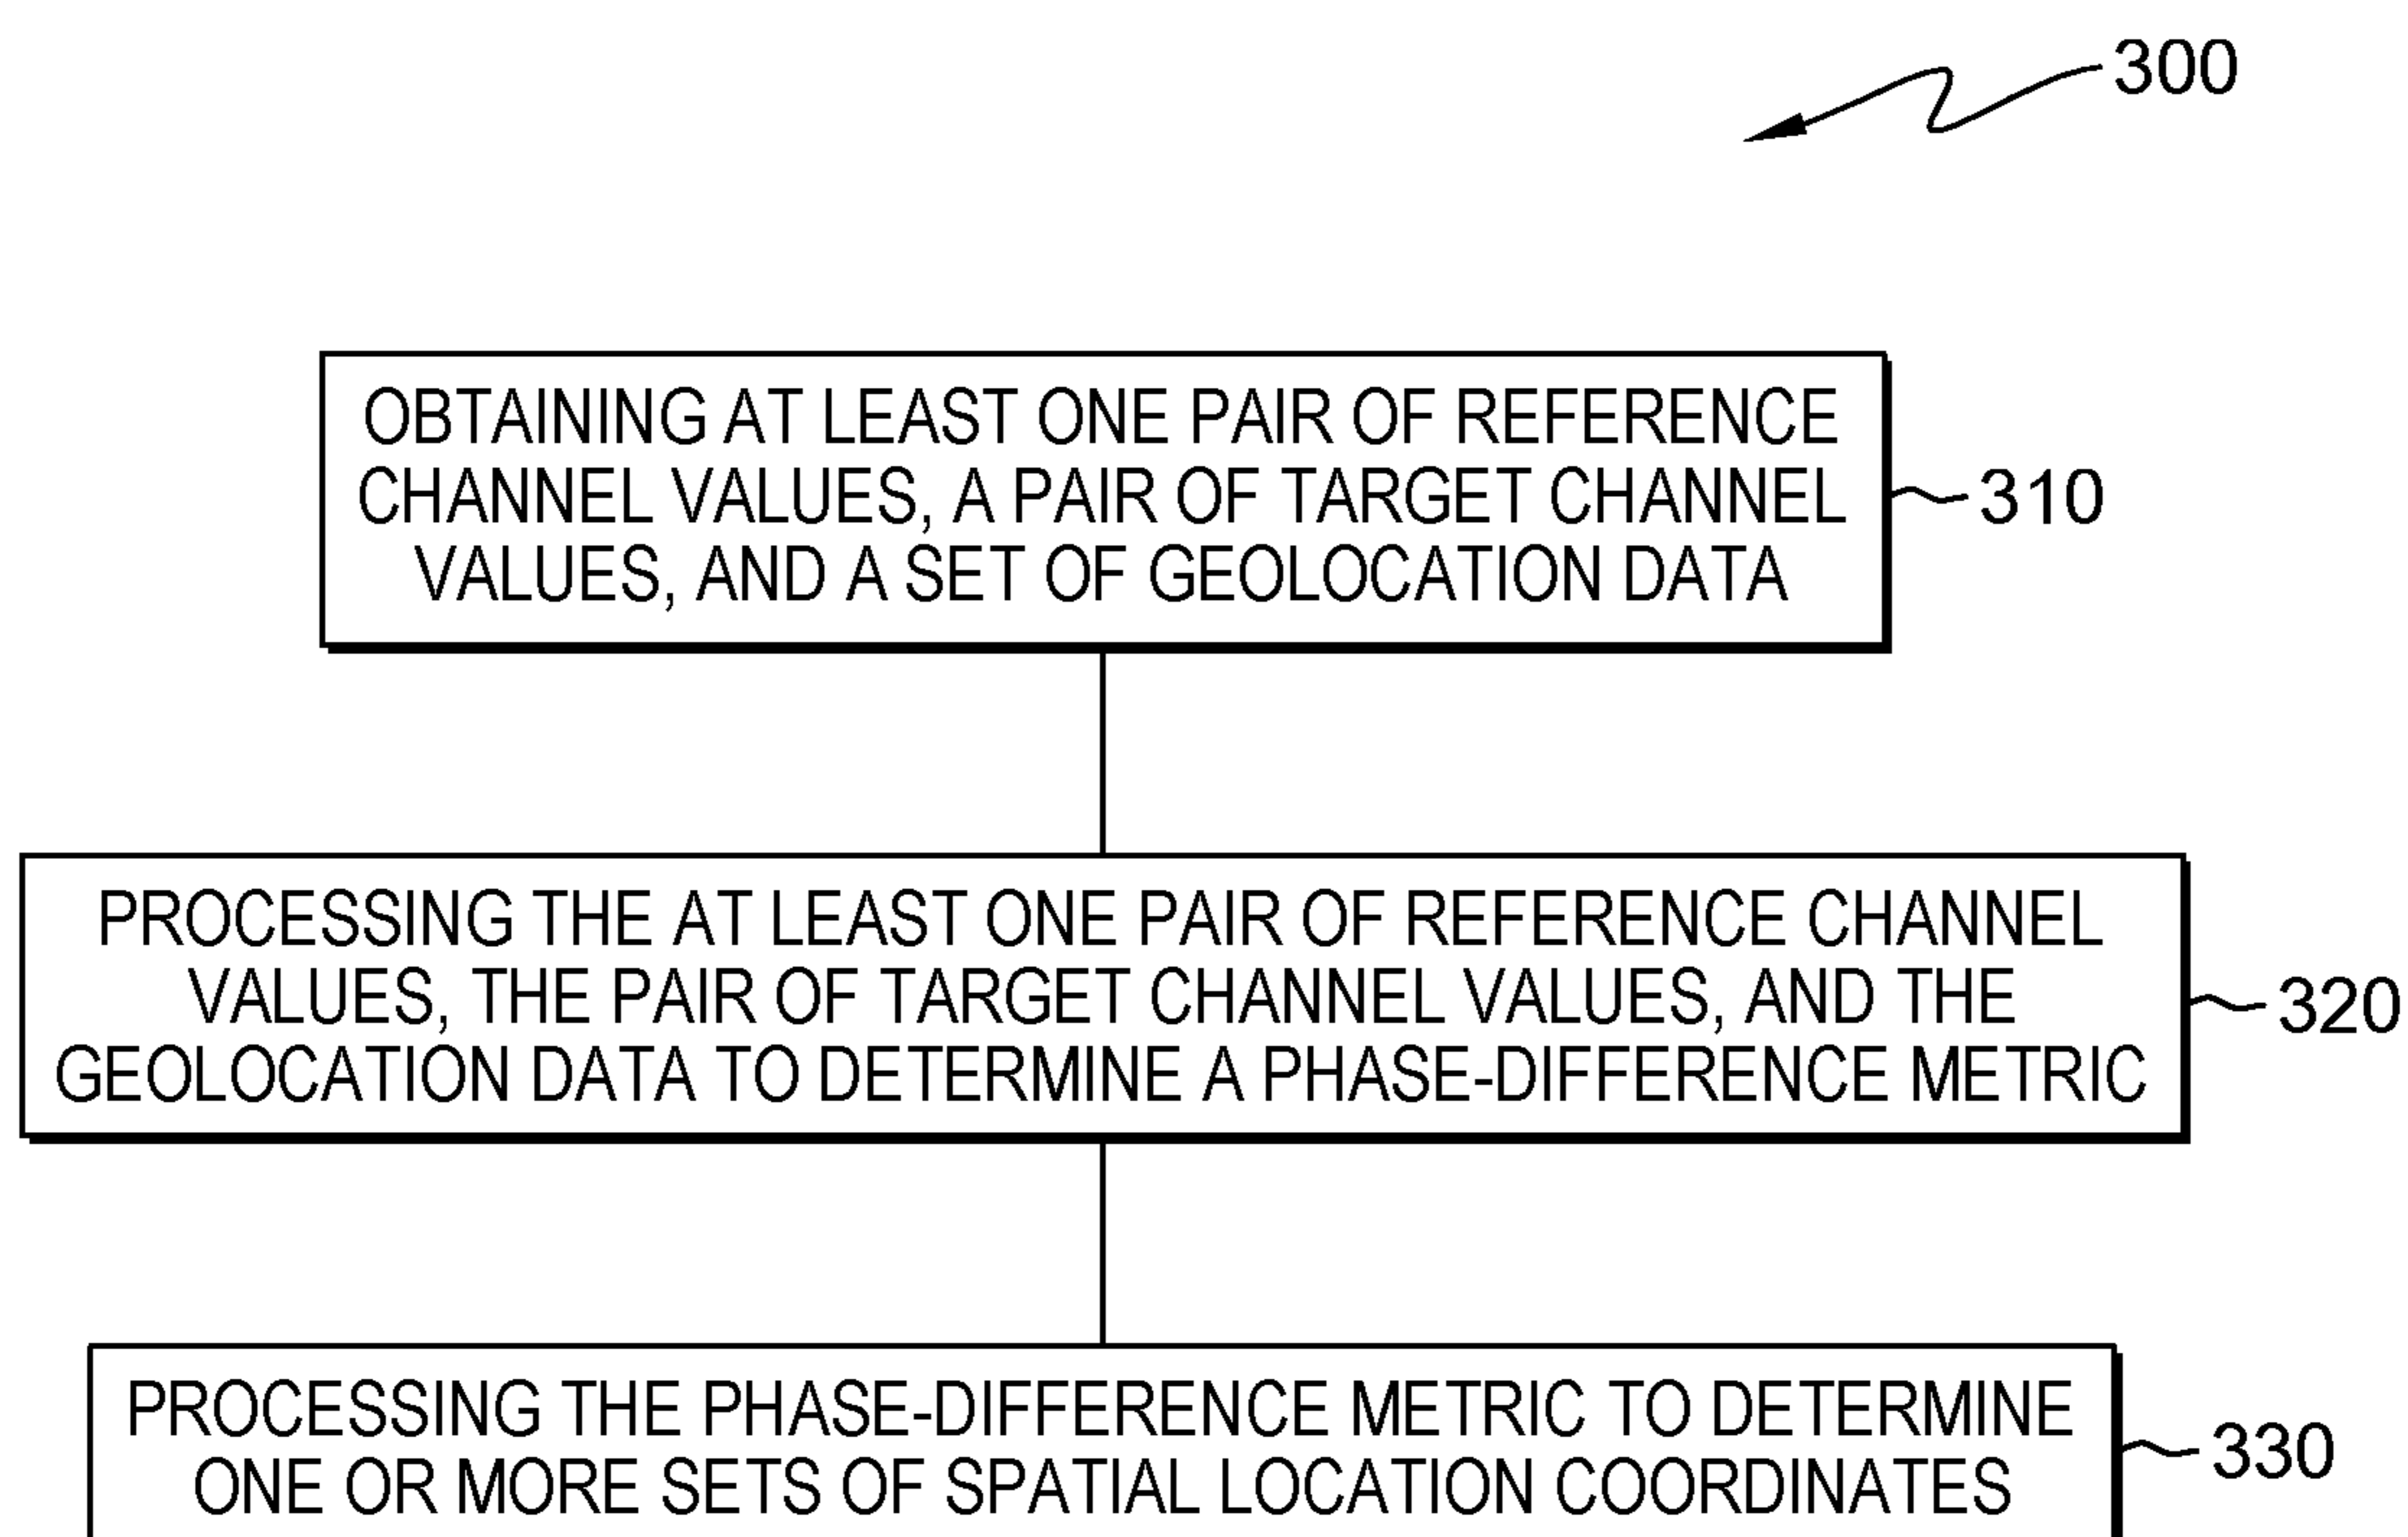 300
OBTAINING AT LEAST ONE PAIR OF REFERENCE
CHANNEL VALUES, A PAIR OF TARGET CHANNEL
VALUES, AND A SET OF GEOLOCATION DATA
310
PROCESSING THE AT LEAST ONE PAIR OF REFERENCE CHANNEL
VALUES, THE PAIR OF TARGET CHANNEL VALUES, AND THE
GEOLOCATION DATA TO DETERMINE A PHASE-DIFFERENCE METRIC
320
PROCESSING THE PHASE-DIFFERENCE METRIC TO DETERMINE
ONE OR MORE SETS OF SPATIAL LOCATION COORDINATES
330